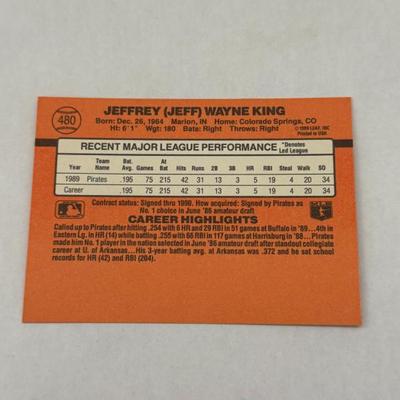 480
JEFFREY (JEFF) WAYNE KING
Born: Dec. 26, 1964 Marion, IN Home: Colorado Springs, CO
Ht: 6'1" Wgt: 180 Bats: Right Throws: Right
© 1989 LEAF, INC.
Printed in USA
RECENT MAJOR LEAGUE PERFORMANCE *Denotes Led League
Year Team Name Bat. Avg. Games At Bat Hits Runs 2B 3B HR RBI Steal Walk SO
1989 Pirates .195 75 215 42 31 13 3 5 19 4 20 34
Career .195 75 215 42 31 13 3 5 19 4 20 34
Contract status: Signed thru 1990. How acquired: Signed by Pirates as
No. 1 choice in June '86 amateur draft
CAREER HIGHLIGHTS
Called up to Pirates after hitting .254 with 6 HR and 29 RBI in 51 games at Buffalo in '89...4th in
Eastern Lg. in HR (14) while batting .255 with 66 RBI in 117 games at Harrisburg in '88... Pirates
made him No. 1 player in the nation selected in June '86 amateur draft after standout collegiate
career at U. of Arkansas... His 3-year batting avg. at Arkansas was .372 and he set school
records for HR (42) and RBI (204).